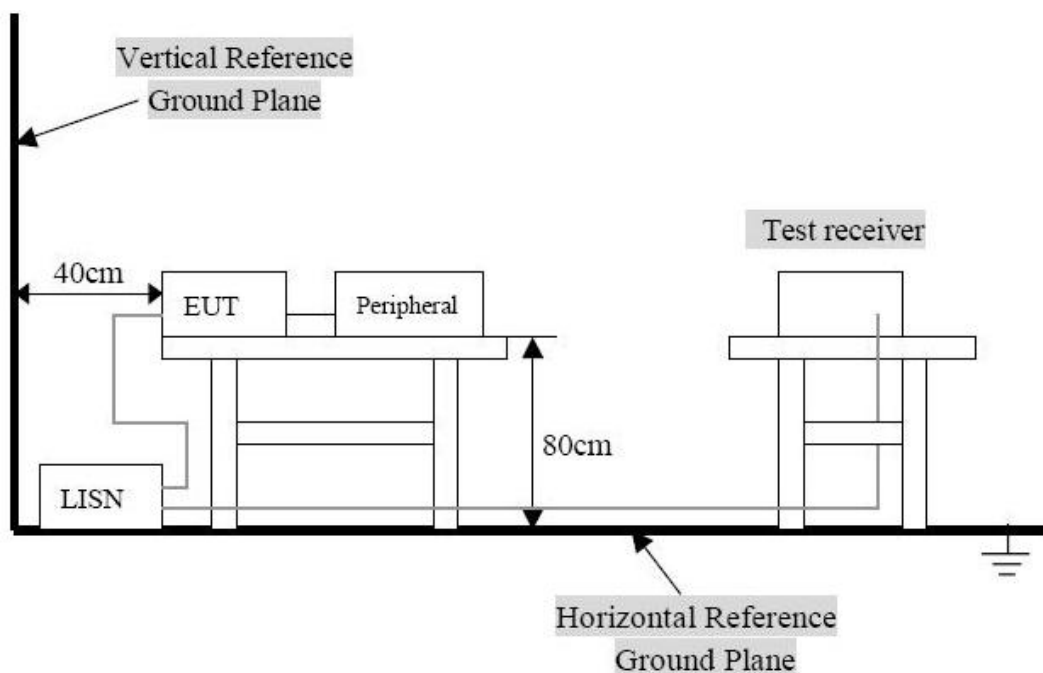 Vertical Reference
Ground Plane
Test receiver
40cm
EUT
Peripheral
80cm
LISN
Horizontal Reference
Ground Plane